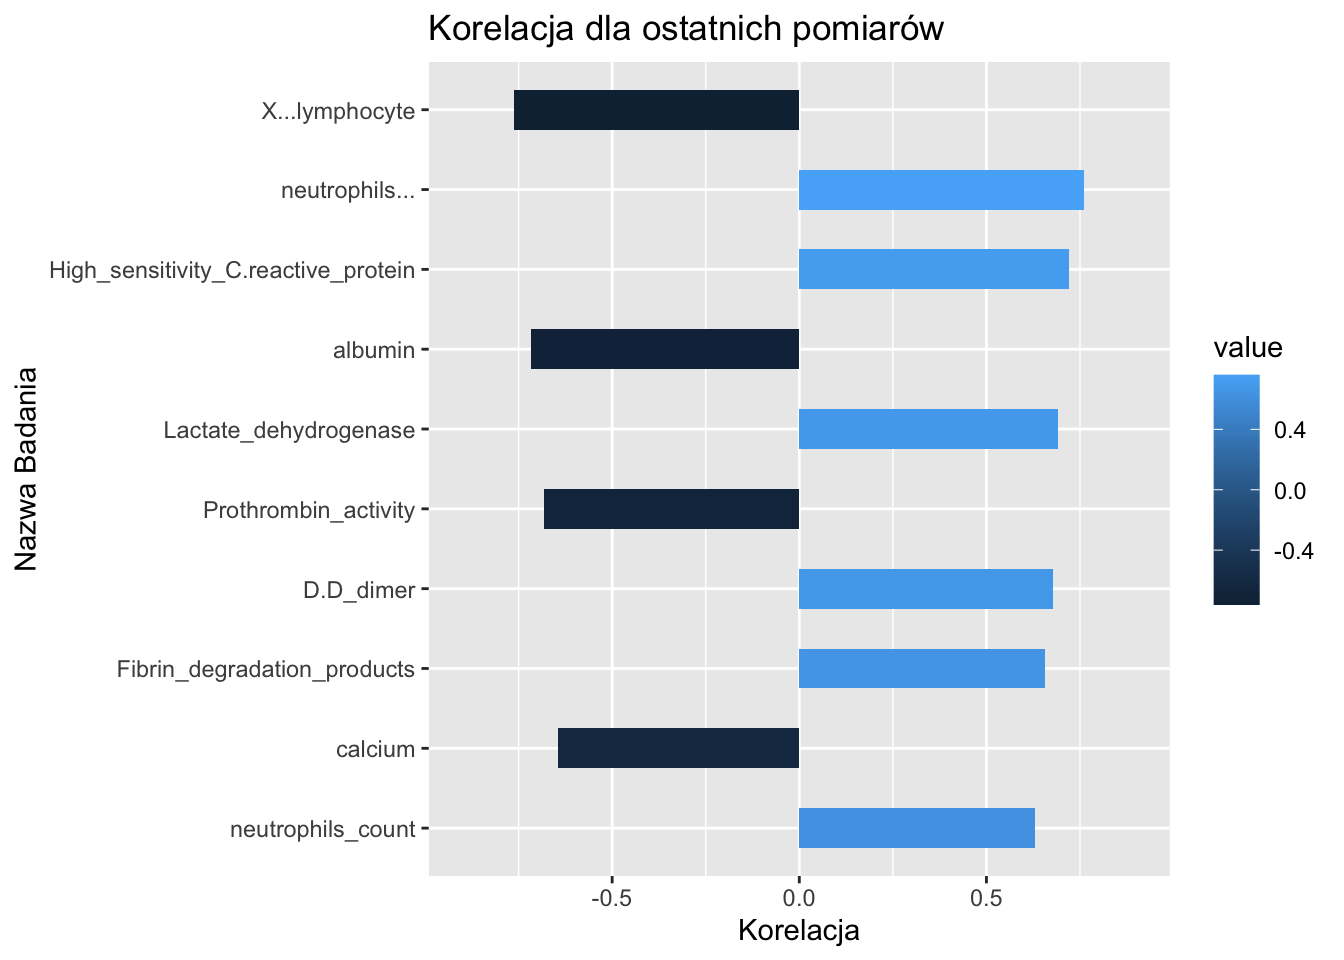 Korelacja dla ostatnich pomiarów
Nazwa Badania
X...lymphocyte
neutrophils...
High_sensitivity_C.reactive_protein
albumin
Lactate_dehydrogenase
Prothrombin_activity
D.D_dimer
Fibrin_degradation_products
calcium
neutrophils_count
-0.5 0.0 0.5
Korelacja
value
0.4
0.0
-0.4